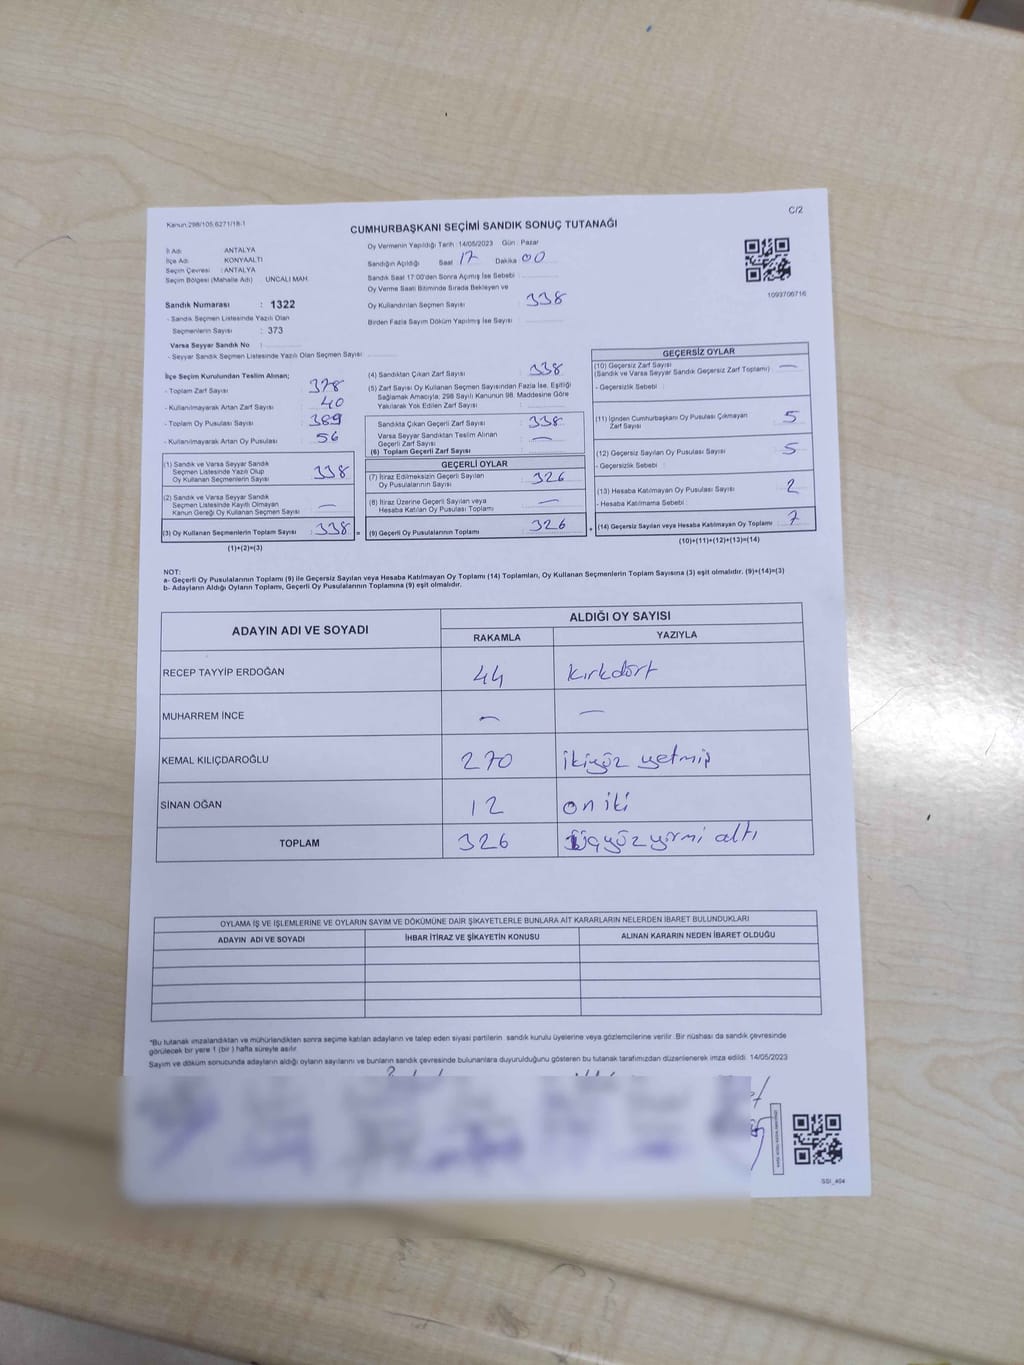 Kanun:298/105;6271/18-1
C/2
CUMHURBAŞKANI SEÇİMİ SANDIK SONUÇ TUTANAĞI
İl Adı : ANTALYA
İlçe Adı : KONYAALTI
Seçim Çevresi : ANTALYA
Seçim Bölgesi (Mahalle Adı) : UNCALI MAH.
Sandık Numarası : 1322
- Sandık Seçmen Listesinde Yazılı Olan
Seçmenlerin Sayısı : 373
Varsa Seyyar Sandık No :
- Seyyar Sandık Seçmen Listesinde Yazılı Olan Seçmen Sayısı :
Oy Vermenin Yapıldığı Tarih : 14/05/2023 Gün : Pazar
Sandığın Açıldığı Saat : 17 Dakika : 00
Sandık Saat 17:00'den Sonra Açılmış İse Sebebi :
Oy Verme Saati Bitiminde Sırada Bekleyen ve
Oy Kullandırılan Seçmen Sayısı : 338
Birden Fazla Sayım Döküm Yapılmış İse Sayısı :
1093706716
İlçe Seçim Kurulundan Teslim Alınan;
- Toplam Zarf Sayısı : 378
- Kullanılmayarak Artan Zarf Sayısı : 40
- Toplam Oy Pusulası Sayısı : 389
- Kullanılmayarak Artan Oy Pusulası : 56
(1) Sandık ve Varsa Seyyar Sandık
Seçmen Listesinde Yazılı Olup
Oy Kullanan Seçmenlerin Sayısı : 338
(2) Sandık ve Varsa Seyyar Sandık
Seçmen Listesinde Kayıtlı Olmayan
Kanun Gereği Oy Kullanan Seçmen Sayısı : —
(3) Oy Kullanan Seçmenlerin Toplam Sayısı : 338 =
(1)+(2)=(3)
(4) Sandıktan Çıkan Zarf Sayısı : 338
(5) Zarf Sayısı Oy Kullanan Seçmen Sayısından Fazla İse, Eşitliği
Sağlamak Amacıyla, 298 Sayılı Kanunun 98. Maddesine Göre
Yakılarak Yok Edilen Zarf Sayısı :
Sandıkta Çıkan Geçerli Zarf Sayısı : 338
Varsa Seyyar Sandıktan Teslim Alınan
Geçerli Zarf Sayısı : —
(6) Toplam Geçerli Zarf Sayısı :
GEÇERLİ OYLAR
(7) İtiraz Edilmeksizin Geçerli Sayılan
Oy Pusulalarının Sayısı : 326
(8) İtiraz Üzerine Geçerli Sayılan veya
Hesaba Katılan Oy Pusulası Toplamı : —
(9) Geçerli Oy Pusulalarının Toplamı : 326 +
GEÇERSİZ OYLAR
(10) Geçersiz Zarf Sayısı
(Sandık ve Varsa Seyyar Sandık Geçersiz Zarf Toplamı) : —
- Geçersizlik Sebebi :
(11) İçinden Cumhurbaşkanı Oy Pusulası Çıkmayan
Zarf Sayısı : 5
(12) Geçersiz Sayılan Oy Pusulası Sayısı : 5
- Geçersizlik Sebebi :
(13) Hesaba Katılmayan Oy Pusulası Sayısı : 2
- Hesaba Katılmama Sebebi :
(14) Geçersiz Sayılan veya Hesaba Katılmayan Oy Toplamı : 7
(10)+(11)+(12)+(13)=(14)
NOT:
a- Geçerli Oy Pusulalarının Toplamı (9) ile Geçersiz Sayılan veya Hesaba Katılmayan Oy Toplamı (14) Toplamları, Oy Kullanan Seçmenlerin Toplam Sayısına (3) eşit olmalıdır. (9)+(14)=(3)
b- Adayların Aldığı Oyların Toplamı, Geçerli Oy Pusulalarının Toplamına (9) eşit olmalıdır.
ADAYIN ADI VE SOYADI
ALDIĞI OY SAYISI
RAKAMLA YAZIYLA
RECEP TAYYİP ERDOĞAN 44 kırkdört
MUHARREM İNCE — —
KEMAL KILIÇDAROĞLU 270 ikiyüz yetmiş
SİNAN OĞAN 12 on iki
TOPLAM 326 üçyüz yirmi altı
OYLAMA İŞ VE İŞLEMLERİNE VE OYLARIN SAYIM VE DÖKÜMÜNE DAİR ŞİKAYETLERLE BUNLARA AİT KARARLARIN NELERDEN İBARET BULUNDUKLARI
ADAYIN ADI VE SOYADI İHBAR İTİRAZ VE ŞİKAYETİN KONUSU ALINAN KARARIN NEDEN İBARET OLDUĞU
*Bu tutanak imzalandıktan ve mühürlendikten sonra seçime katılan adayların ve talep eden siyasi partilerin sandık kurulu üyelerine veya gözlemcilerine verilir. Bir nüshası da sandık çevresinde
görülecek bir yere 1 (bir) hafta süreyle asılır.
Sayım ve döküm sonucunda adayların aldığı oyların sayılarını ve bunların sandık çevresinde bulunanlara duyurulduğunu gösteren bu tutanak tarafımızdan düzenlenerek imza edildi. 14/05/2023